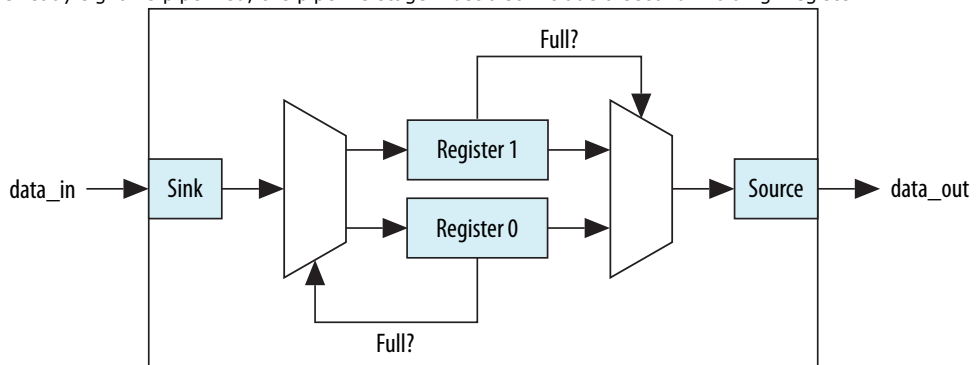 Full?
Register 1
data_in
Sink
Source
data_out
Register 0
Full?